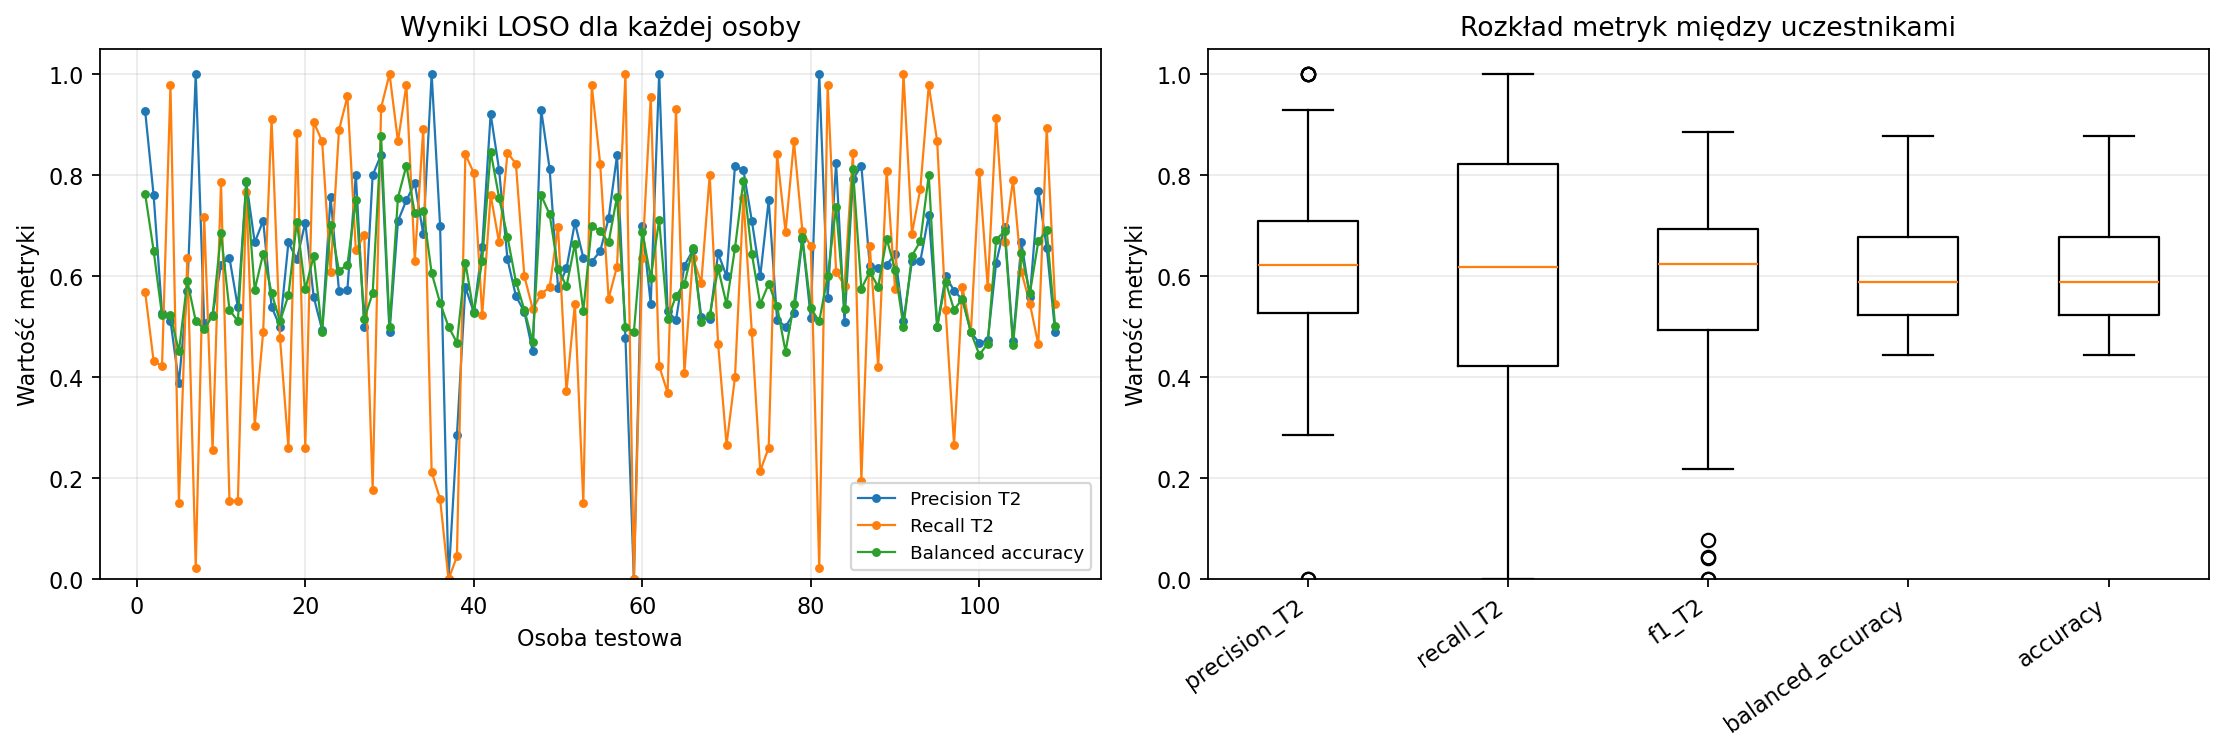 Wyniki LOSO dla każdej osoby
Wartość metryki
1.0
0.8
0.6
0.4
0.2
0.0
0
20
40
60
80
100
Osoba testowa
Precision T2
Recall T2
Balanced accuracy
Rozkład metryk między uczestnikami
Wartość metryki
1.0
0.8
0.6
0.4
0.2
0.0
precision_T2
recall_T2
f1_T2
balanced_accuracy
accuracy